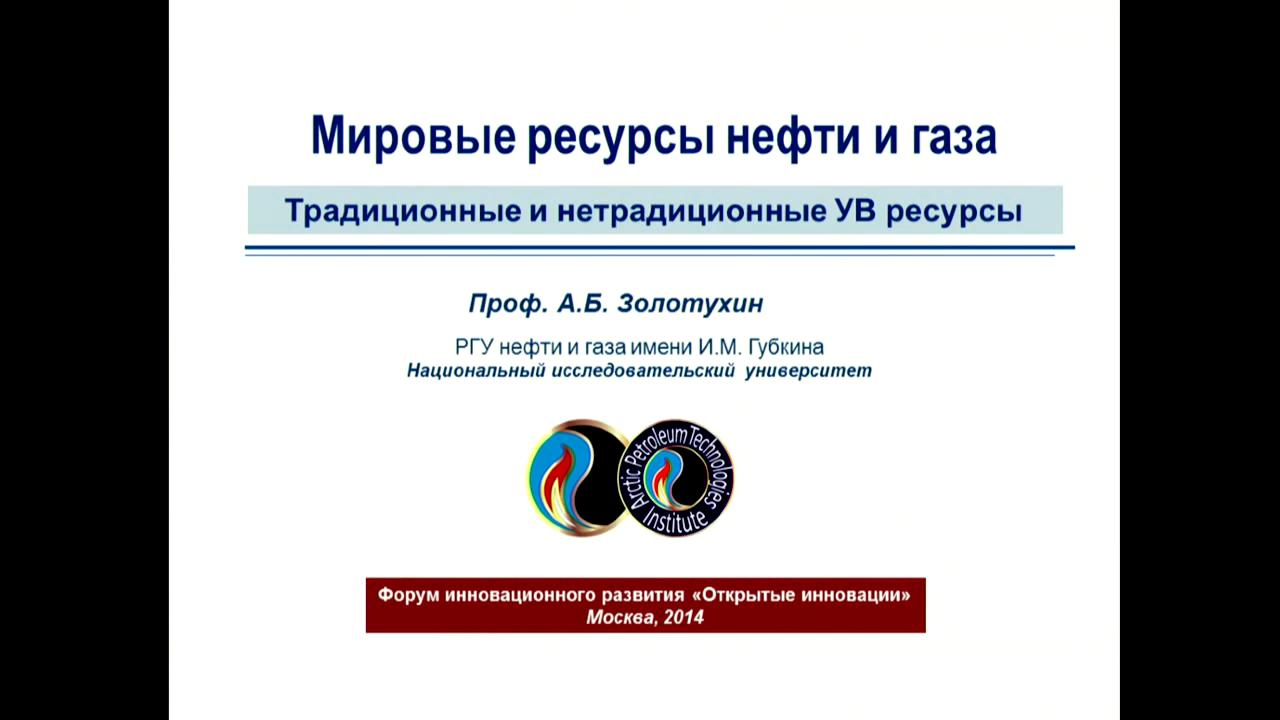 Мировые ресурсы нефти и газа
Традиционные и нетрадиционные УВ ресурсы
Проф. А.Б. Золотухин
РГУ нефти и газа имени И.М. Губкина
Национальный исследовательский университет
Arctic Petroleum Technologies
Institute
Форум инновационного развития «Открытые инновации»
Москва, 2014